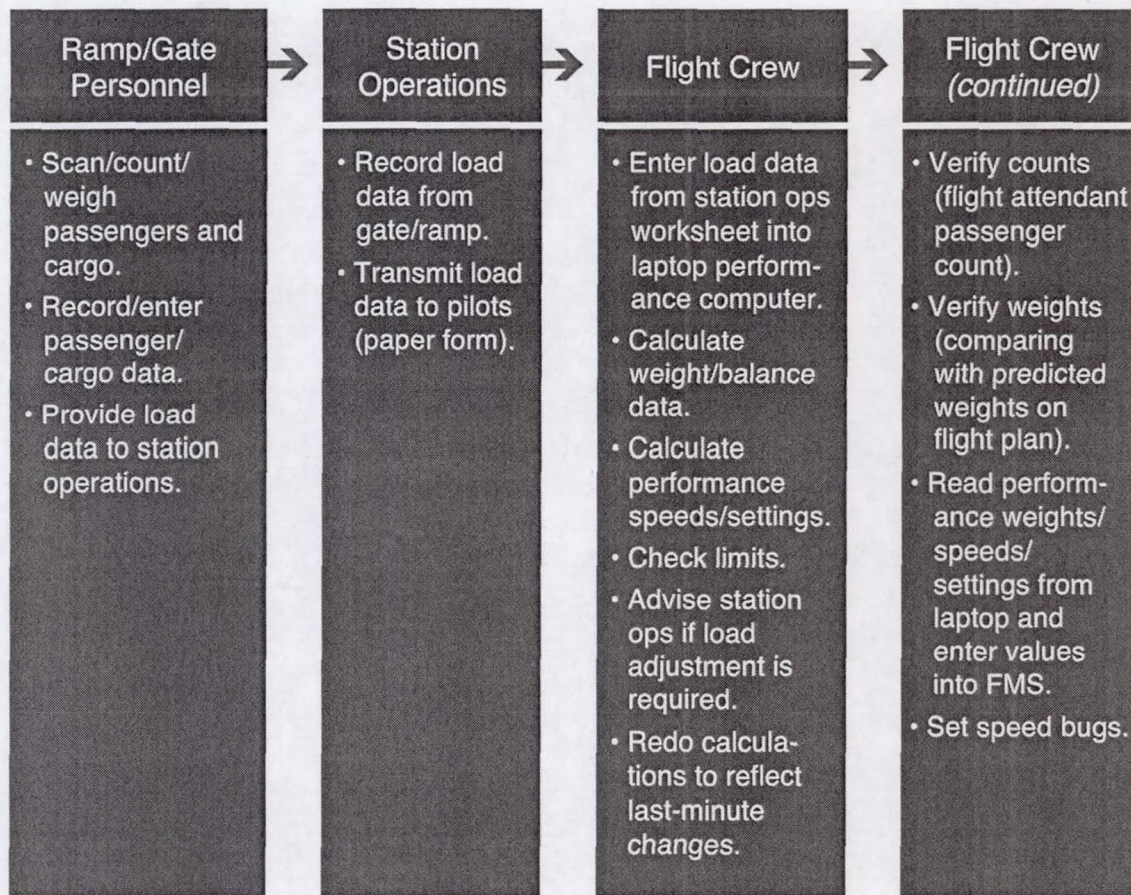 Ramp/Gate
Personnel
• Scan/count/
weigh
passengers and
cargo.
• Record/enter
passenger/
cargo data.
• Provide load
data to station
operations.
Station
Operations
• Record load
data from
gate/ramp.
• Transmit load
data to pilots
(paper form).
Flight Crew
• Enter load data
from station ops
worksheet into
laptop perform-
ance computer.
• Calculate
weight/balance
data.
• Calculate
performance
speeds/settings.
• Check limits.
• Advise station
ops if load
adjustment is
required.
• Redo calcula-
tions to reflect
last-minute
changes.
Flight Crew
(continued)
• Verify counts
(flight attendant
passenger
count).
• Verify weights
(comparing
with predicted
weights on
flight plan).
• Read perform-
ance weights/
speeds/
settings from
laptop and
enter values
into FMS.
• Set speed bugs.